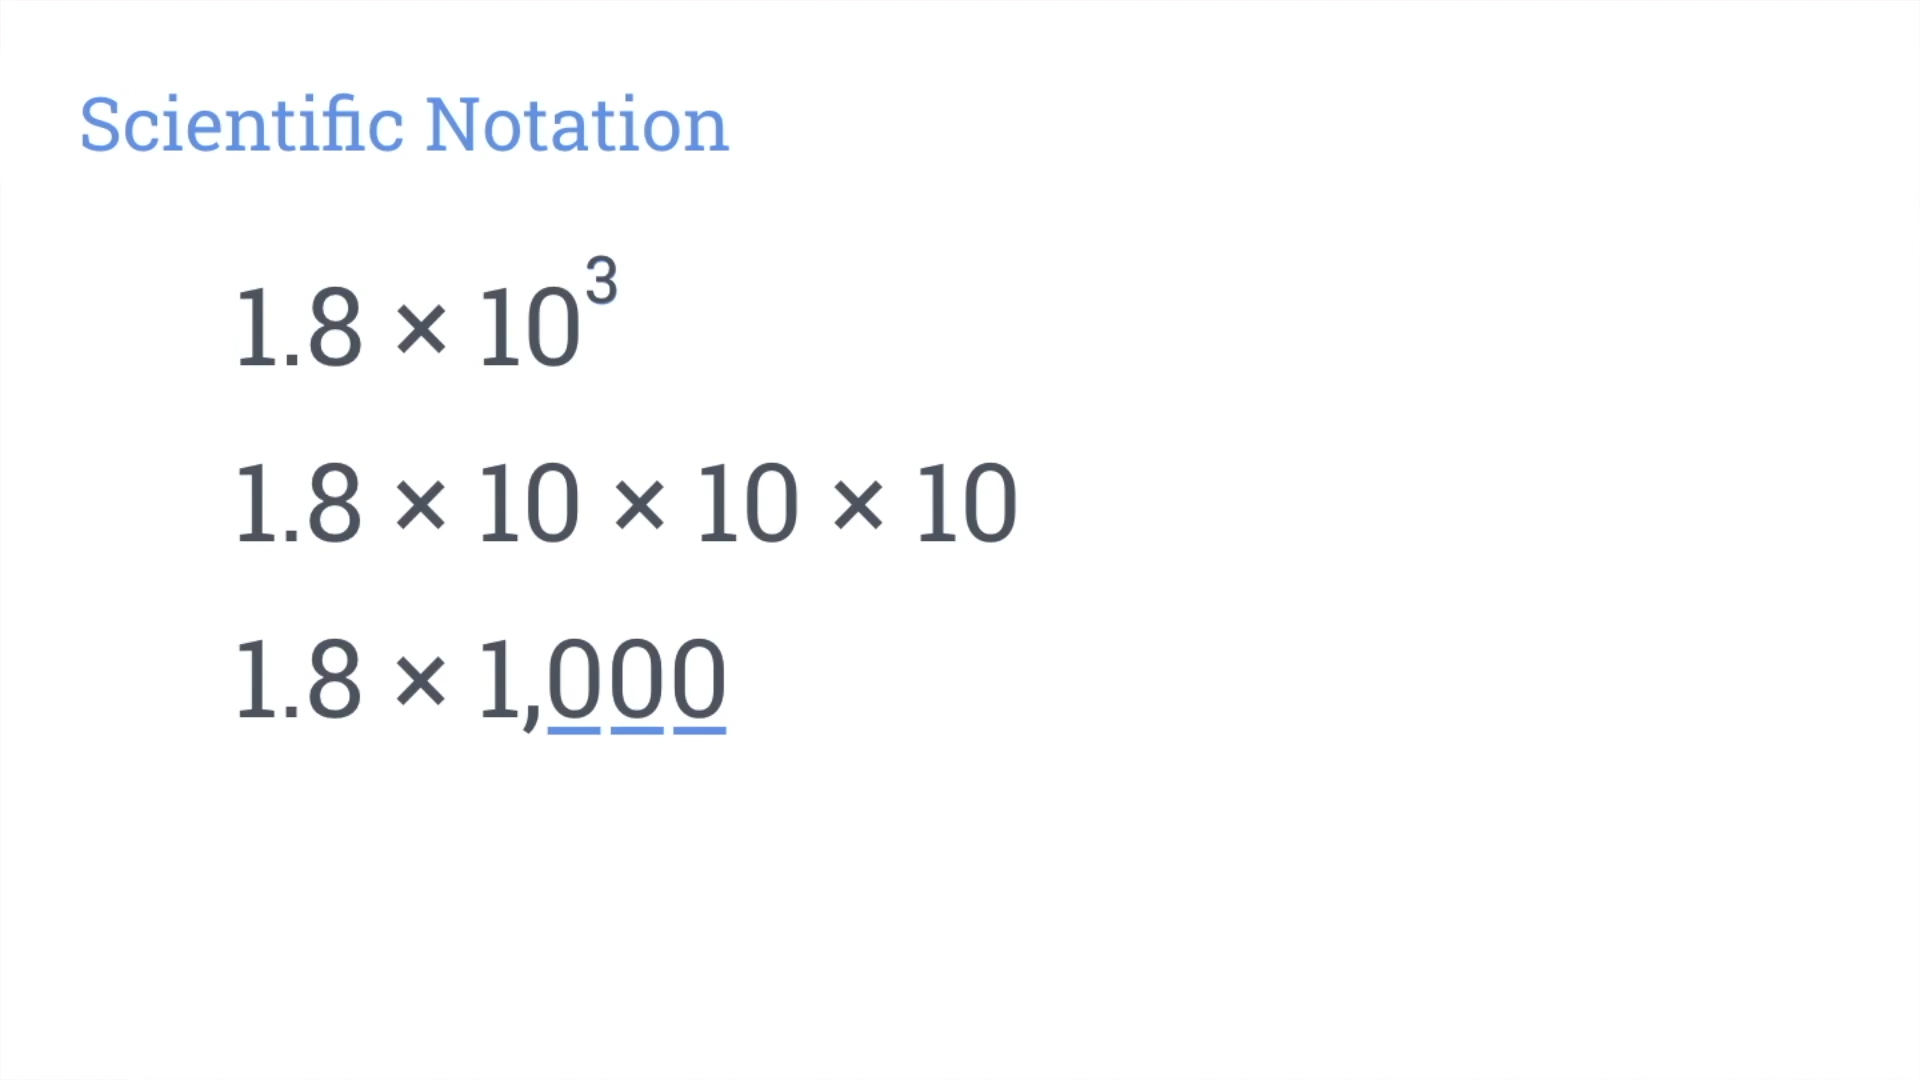 Scientific Notation
1.8 × 10³
1.8 × 10 × 10 × 10
1.8 × 1,000